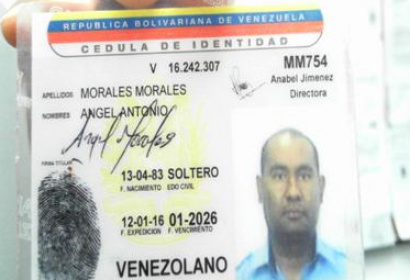 REPUBLICA BOLIVARIANA DE VENEZUELA
CEDULA DE IDENTIDAD
V 16.242.307
MM754
Anabel Jimenez
Directora
APELLIDOS MORALES MORALES
ANGEL ANTONIO
Angel Morales
FIRMA TITULAR
13-04-83 SOLTERO
F. NACIMIENTO EDO CIVIL
12-01-16 01-2026
F. EXPEDICION F. VENCIMIENTO
VENEZOLANO